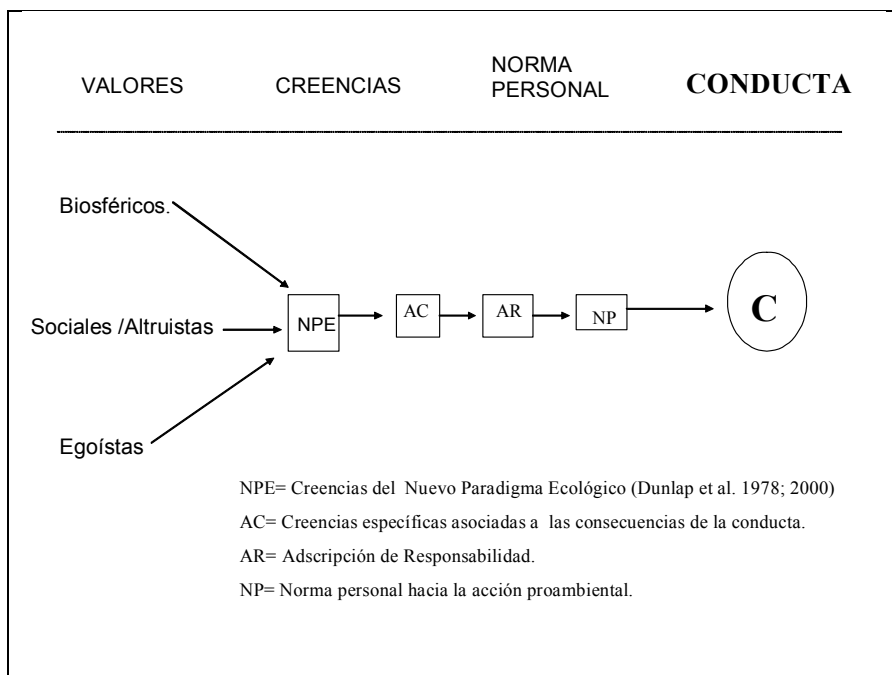 VALORES CREENCIAS NORMA PERSONAL CONDUCTA
Biosféricos.
Sociales /Altruistas
Egoístas
NPE AC AR NP C
NPE= Creencias del Nuevo Paradigma Ecológico (Dunlap et al. 1978; 2000)
AC= Creencias específicas asociadas a las consecuencias de la conducta.
AR= Adscripción de Responsabilidad.
NP= Norma personal hacia la acción proambiental.